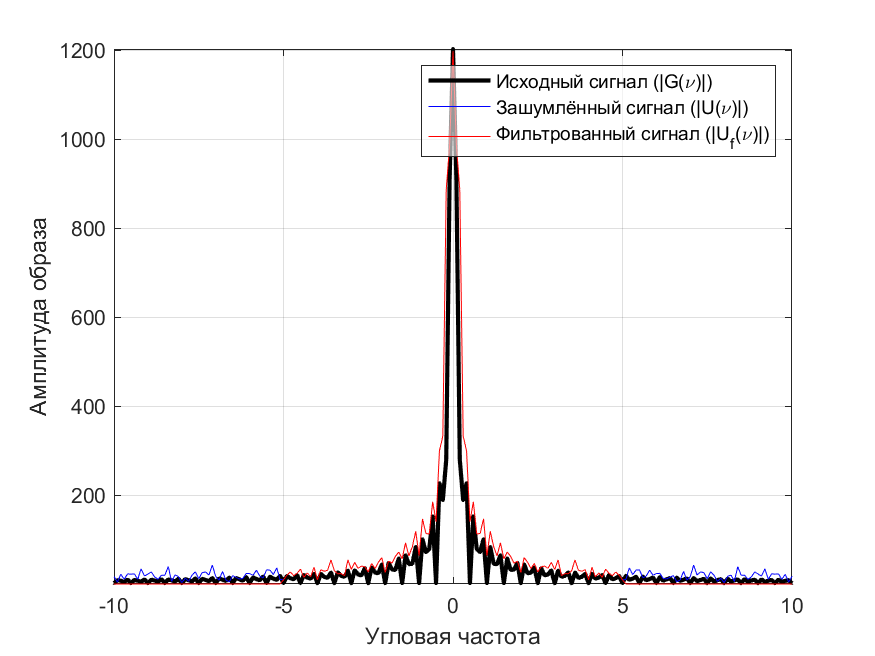 1200
1000
800
600
400
200
Амплитуда образа
Исходный сигнал (|G(ν)|)
Зашумлённый сигнал (|U(ν)|)
Фильтрованный сигнал (|U_f(ν)|)
-10 -5 0 5 10
Угловая частота